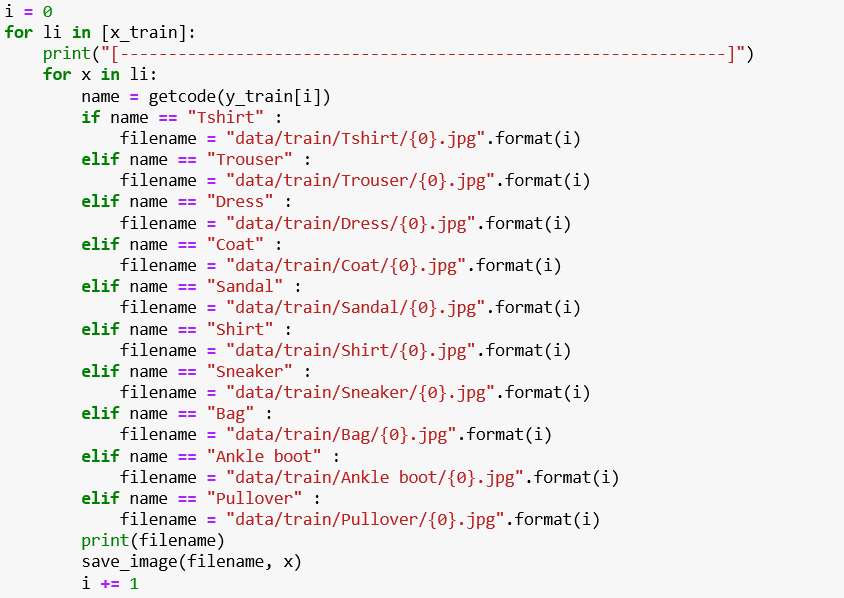 i = 0
for li in [x_train]:
    print("[---------------------------------------------------------------]")
    for x in li:
        name = getcode(y_train[i])
        if name == "Tshirt" :
            filename = "data/train/Tshirt/{0}.jpg".format(i)
        elif name == "Trouser" :
            filename = "data/train/Trouser/{0}.jpg".format(i)
        elif name == "Dress" :
            filename = "data/train/Dress/{0}.jpg".format(i)
        elif name == "Coat" :
            filename = "data/train/Coat/{0}.jpg".format(i)
        elif name == "Sandal" :
            filename = "data/train/Sandal/{0}.jpg".format(i)
        elif name == "Shirt" :
            filename = "data/train/Shirt/{0}.jpg".format(i)
        elif name == "Sneaker" :
            filename = "data/train/Sneaker/{0}.jpg".format(i)
        elif name == "Bag" :
            filename = "data/train/Bag/{0}.jpg".format(i)
        elif name == "Ankle boot" :
            filename = "data/train/Ankle boot/{0}.jpg".format(i)
        elif name == "Pullover" :
            filename = "data/train/Pullover/{0}.jpg".format(i)
        print(filename)
        save_image(filename, x)
        i += 1